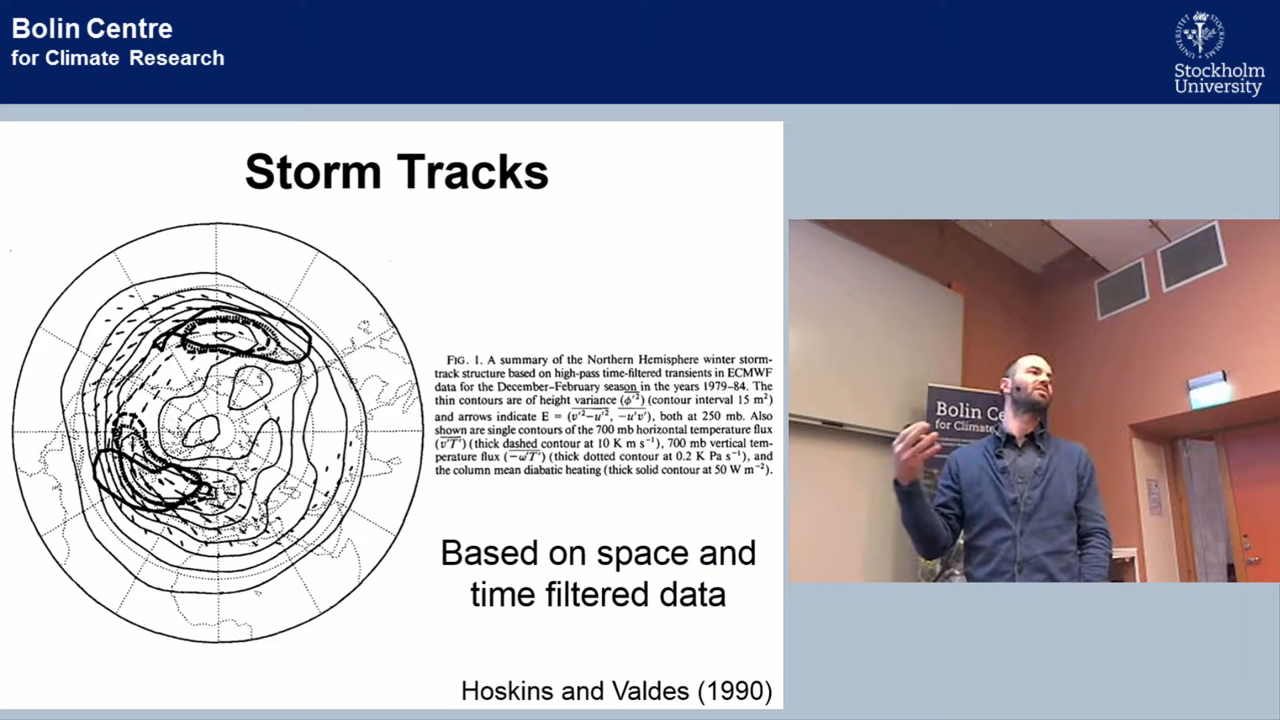 Bolin Centre
for Climate Research
Stockholm
University
Storm Tracks
FIG. 1. A summary of the Northern Hemisphere winter storm-
track structure based on high-pass time-filtered transients in ECMWF
data for the December–February season in the years 1979–84. The
thin contours are of height variance (ϕ'²) (contour interval 15 m²)
and arrows indicate E = (v'² − u'², −u'v'), both at 250 mb. Also
shown are single contours of the 700 mb horizontal temperature flux
(v'T') (thick dashed contour at 10 K m s⁻¹), 700 mb vertical tem-
perature flux (−ω'T') (thick dotted contour at 0.2 K Pa s⁻¹), and
the column mean diabatic heating (thick solid contour at 50 W m⁻²).
Based on space and
time filtered data
Hoskins and Valdes (1990)
Bolin Ce
for Climate